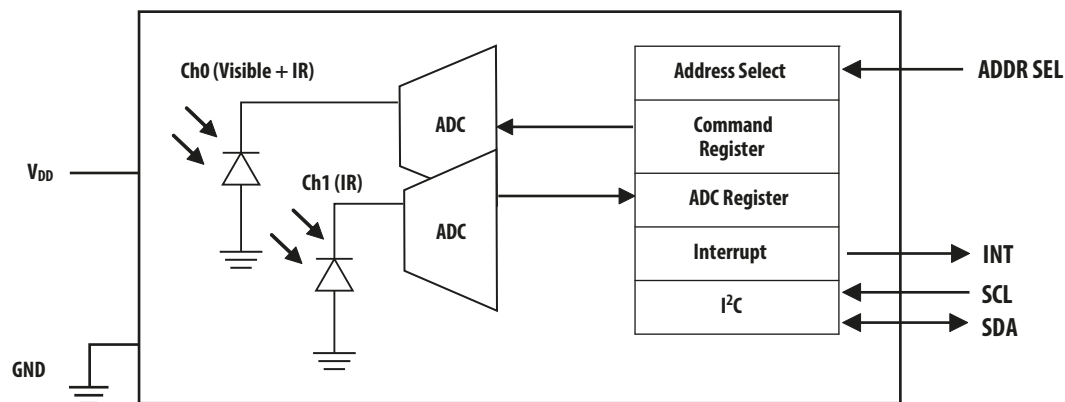 Ch0 (Visible + IR)
ADC
Ch1 (IR)
ADC
V_DD
GND
Address Select
Command
Register
ADC Register
Interrupt
I²C
ADDR SEL
INT
SCL
SDA